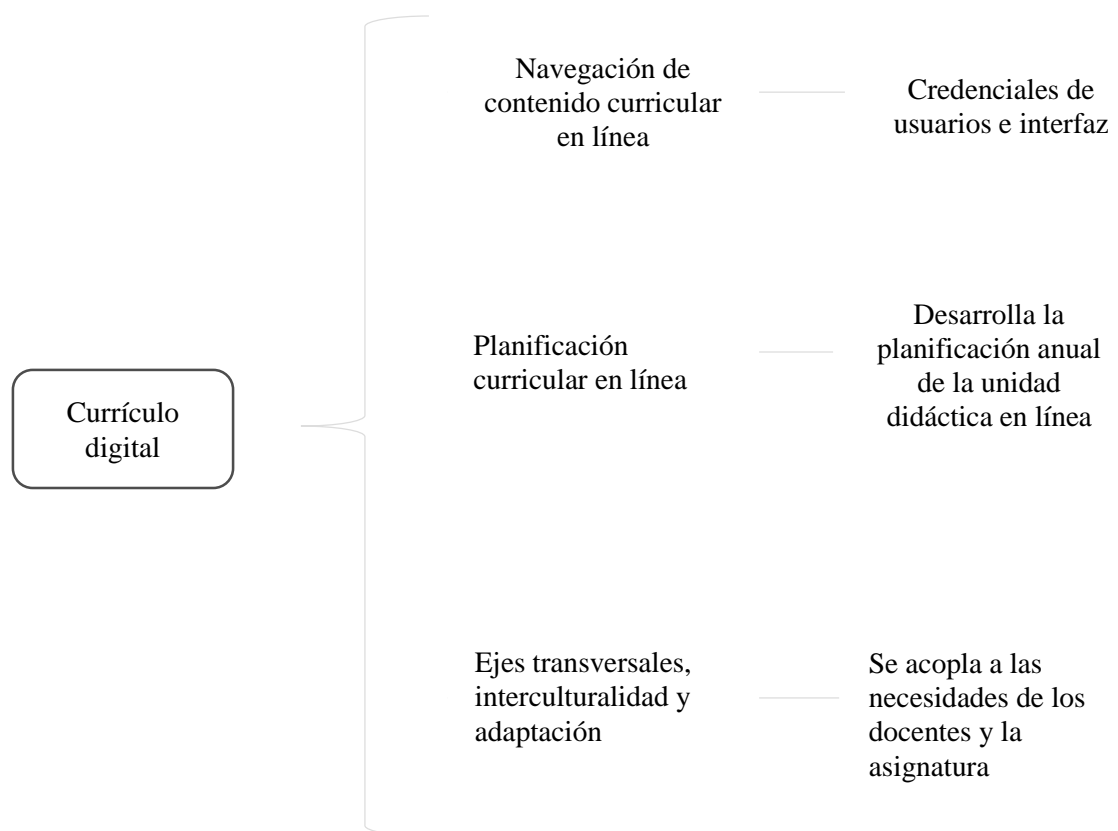 Navegación de
contenido curricular
en línea
Credenciales de
usuarios e interfaz
Planificación
curricular en línea
Desarrolla la
planificación anual
de la unidad
didáctica en línea
Currículo
digital
Ejes transversales,
interculturalidad y
adaptación
Se acopla a las
necesidades de los
docentes y la
asignatura